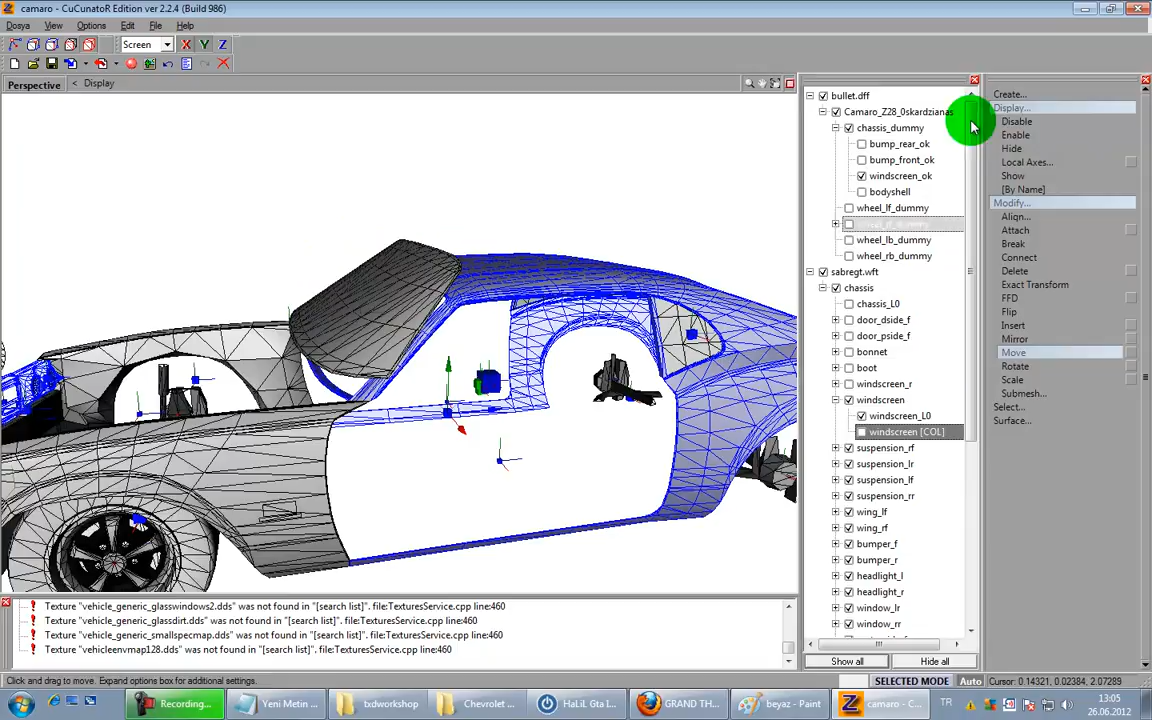 camaro - CuCunatoR Edition ver 2.2.4 (Build 986)
Dosya View Options Edit File Help
Screen X Y Z
Perspective < Display
bullet.dff
Camaro_Z28_0skardzianas
chassis_dummy
bump_rear_ok
bump_front_ok
windscreen_ok
bodyshell
wheel_lf_dummy
wheel_lb_dummy
wheel_rb_dummy
sabregt.wft
chassis
chassis_L0
door_dside_f
door_pside_f
bonnet
boot
windscreen_r
windscreen
windscreen_L0
windscreen [COL]
suspension_rf
suspension_lr
suspension_lf
suspension_rr
wing_lf
wing_rf
bumper_f
bumper_r
headlight_l
headlight_r
window_lr
window_rr
Show all Hide all
Create...
Display...
Disable
Enable
Hide
Local Axes...
Show
[By Name]
Modify...
Align...
Attach
Break
Connect
Delete
Exact Transform
FFD
Flip
Insert
Mirror
Move
Rotate
Scale
Submesh...
Select...
Surface...
Texture "vehicle_generic_glasswindows2.dds" was not found in "[search list]". file:TexturesService.cpp line:460
Texture "vehicle_generic_glassdirt.dds" was not found in "[search list]". file:TexturesService.cpp line:460
Texture "vehicle_generic_smallspecmap.dds" was not found in "[search list]". file:TexturesService.cpp line:460
Texture "vehicleenvmap128.dds" was not found in "[search list]". file:TexturesService.cpp line:460
Click and drag to move. Expand options box for additional settings. SELECTED MODE Auto Cursor: 0.14321, 0.02384, 2.07289
Recording... Yeni Metin ... txdworkshop Chevrolet ... HaLiL Gta I... GRAND TH... beyaz - Paint camaro - C... TR 13:05
26.06.2012